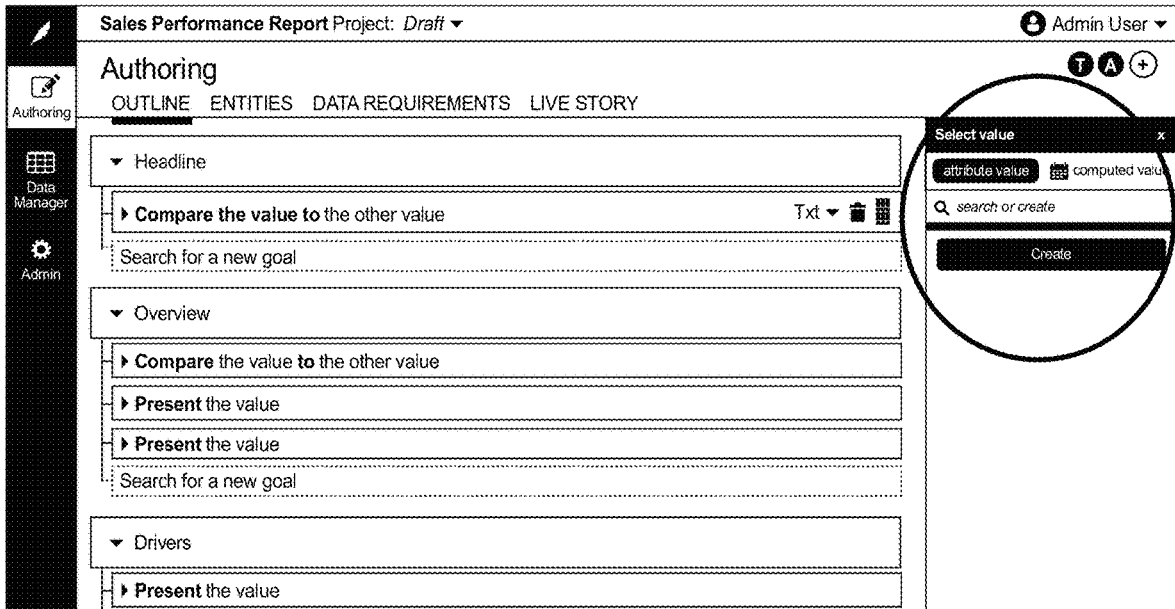 Sales Performance Report Project: Draft
Admin User
Authoring
T A +
Authoring
OUTLINE ENTITIES DATA REQUIREMENTS LIVE STORY
Data
Manager
Admin
Headline
Compare the value to the other value Txt
Search for a new goal
Overview
Compare the value to the other value
Present the value
Present the value
Search for a new goal
Drivers
Present the value
Select value x
attribute value computed value
search or create
Create